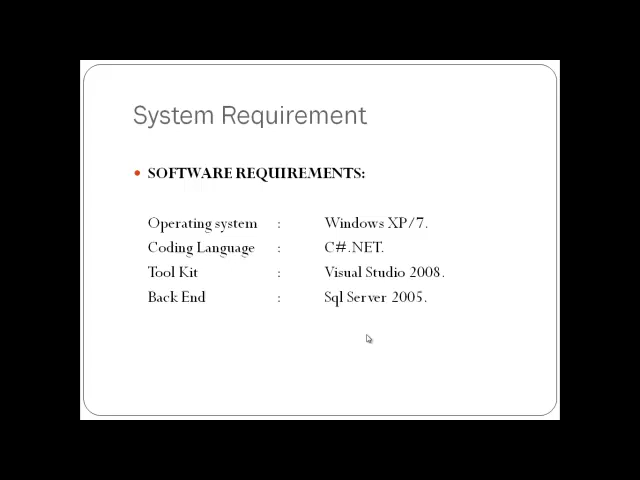 System Requirement
• SOFTWARE REQUIREMENTS:
Operating system : Windows XP/7.
Coding Language : C#.NET.
Tool Kit : Visual Studio 2008.
Back End : Sql Server 2005.